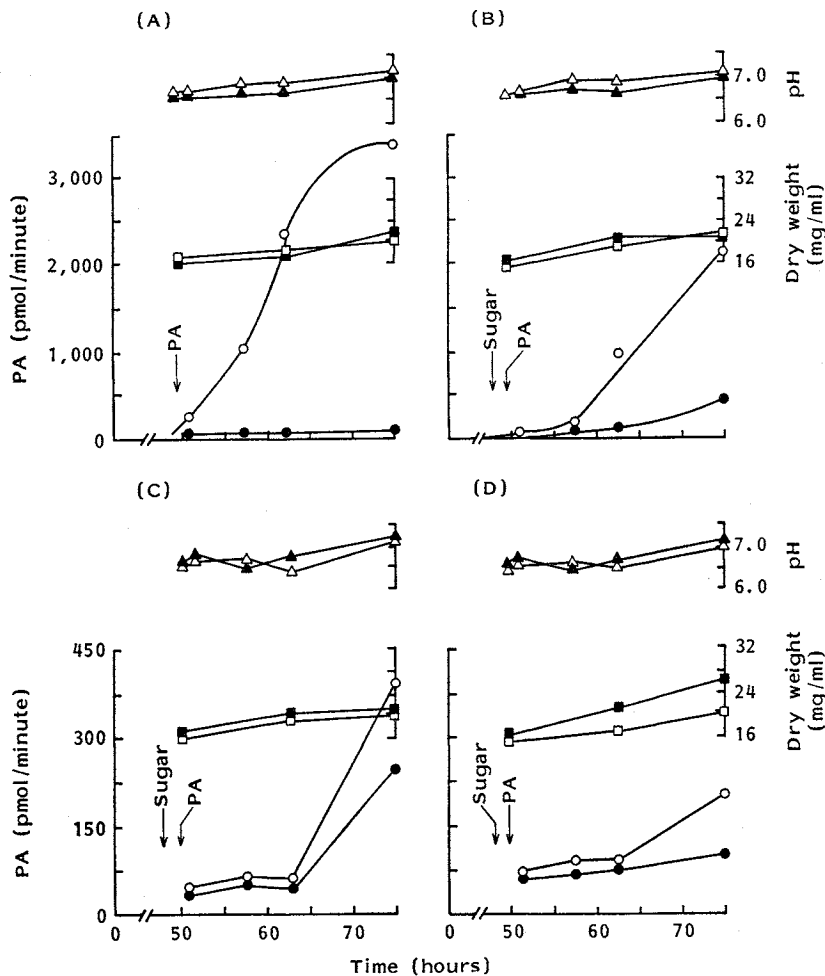 (A)
(B)
7.0
6.0
pH
3,000
2,000
1,000
0
PA (pmol/minute)
PA
Sugar
PA
32
24
16
Dry weight
(mg/ml)
(C)
(D)
7.0
6.0
pH
450
300
150
0
PA (pmol/minute)
Sugar
PA
Sugar
PA
32
24
16
Dry weight
(mg/ml)
0
50
60
70
0
50
60
70
Time (hours)